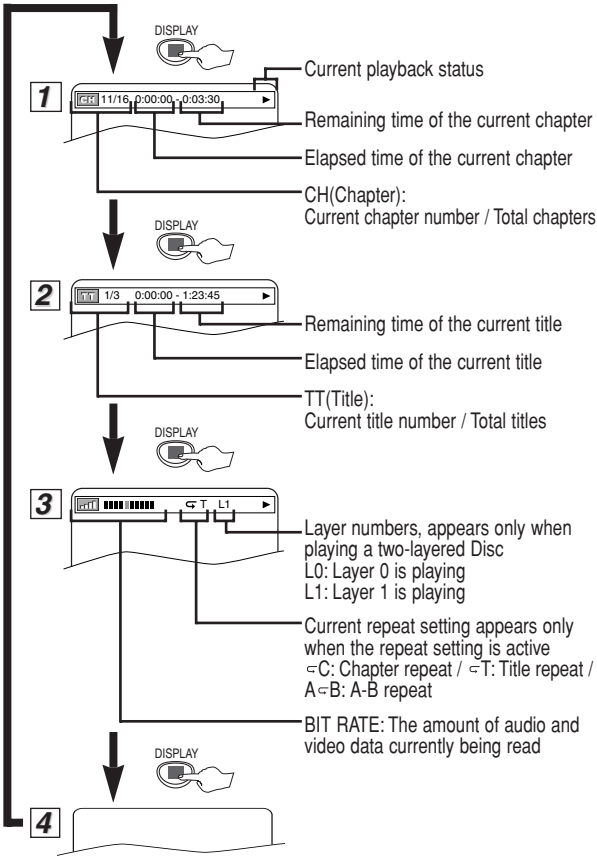 DISPLAY
Current playback status
1
CH 11/16 0:00:00 - 0:03:30 ►
Remaining time of the current chapter
Elapsed time of the current chapter
CH(Chapter):
Current chapter number / Total chapters
DISPLAY
2
TT 1/3 0:00:00 - 1:23:45 ►
Remaining time of the current title
Elapsed time of the current title
TT(Title):
Current title number / Total titles
DISPLAY
3
T L1 ►
Layer numbers, appears only when
playing a two-layered Disc
L0: Layer 0 is playing
L1: Layer 1 is playing
Current repeat setting appears only
when the repeat setting is active
⊂C: Chapter repeat / ⊂T: Title repeat /
A⊂B: A-B repeat
BIT RATE: The amount of audio and
video data currently being read
DISPLAY
4